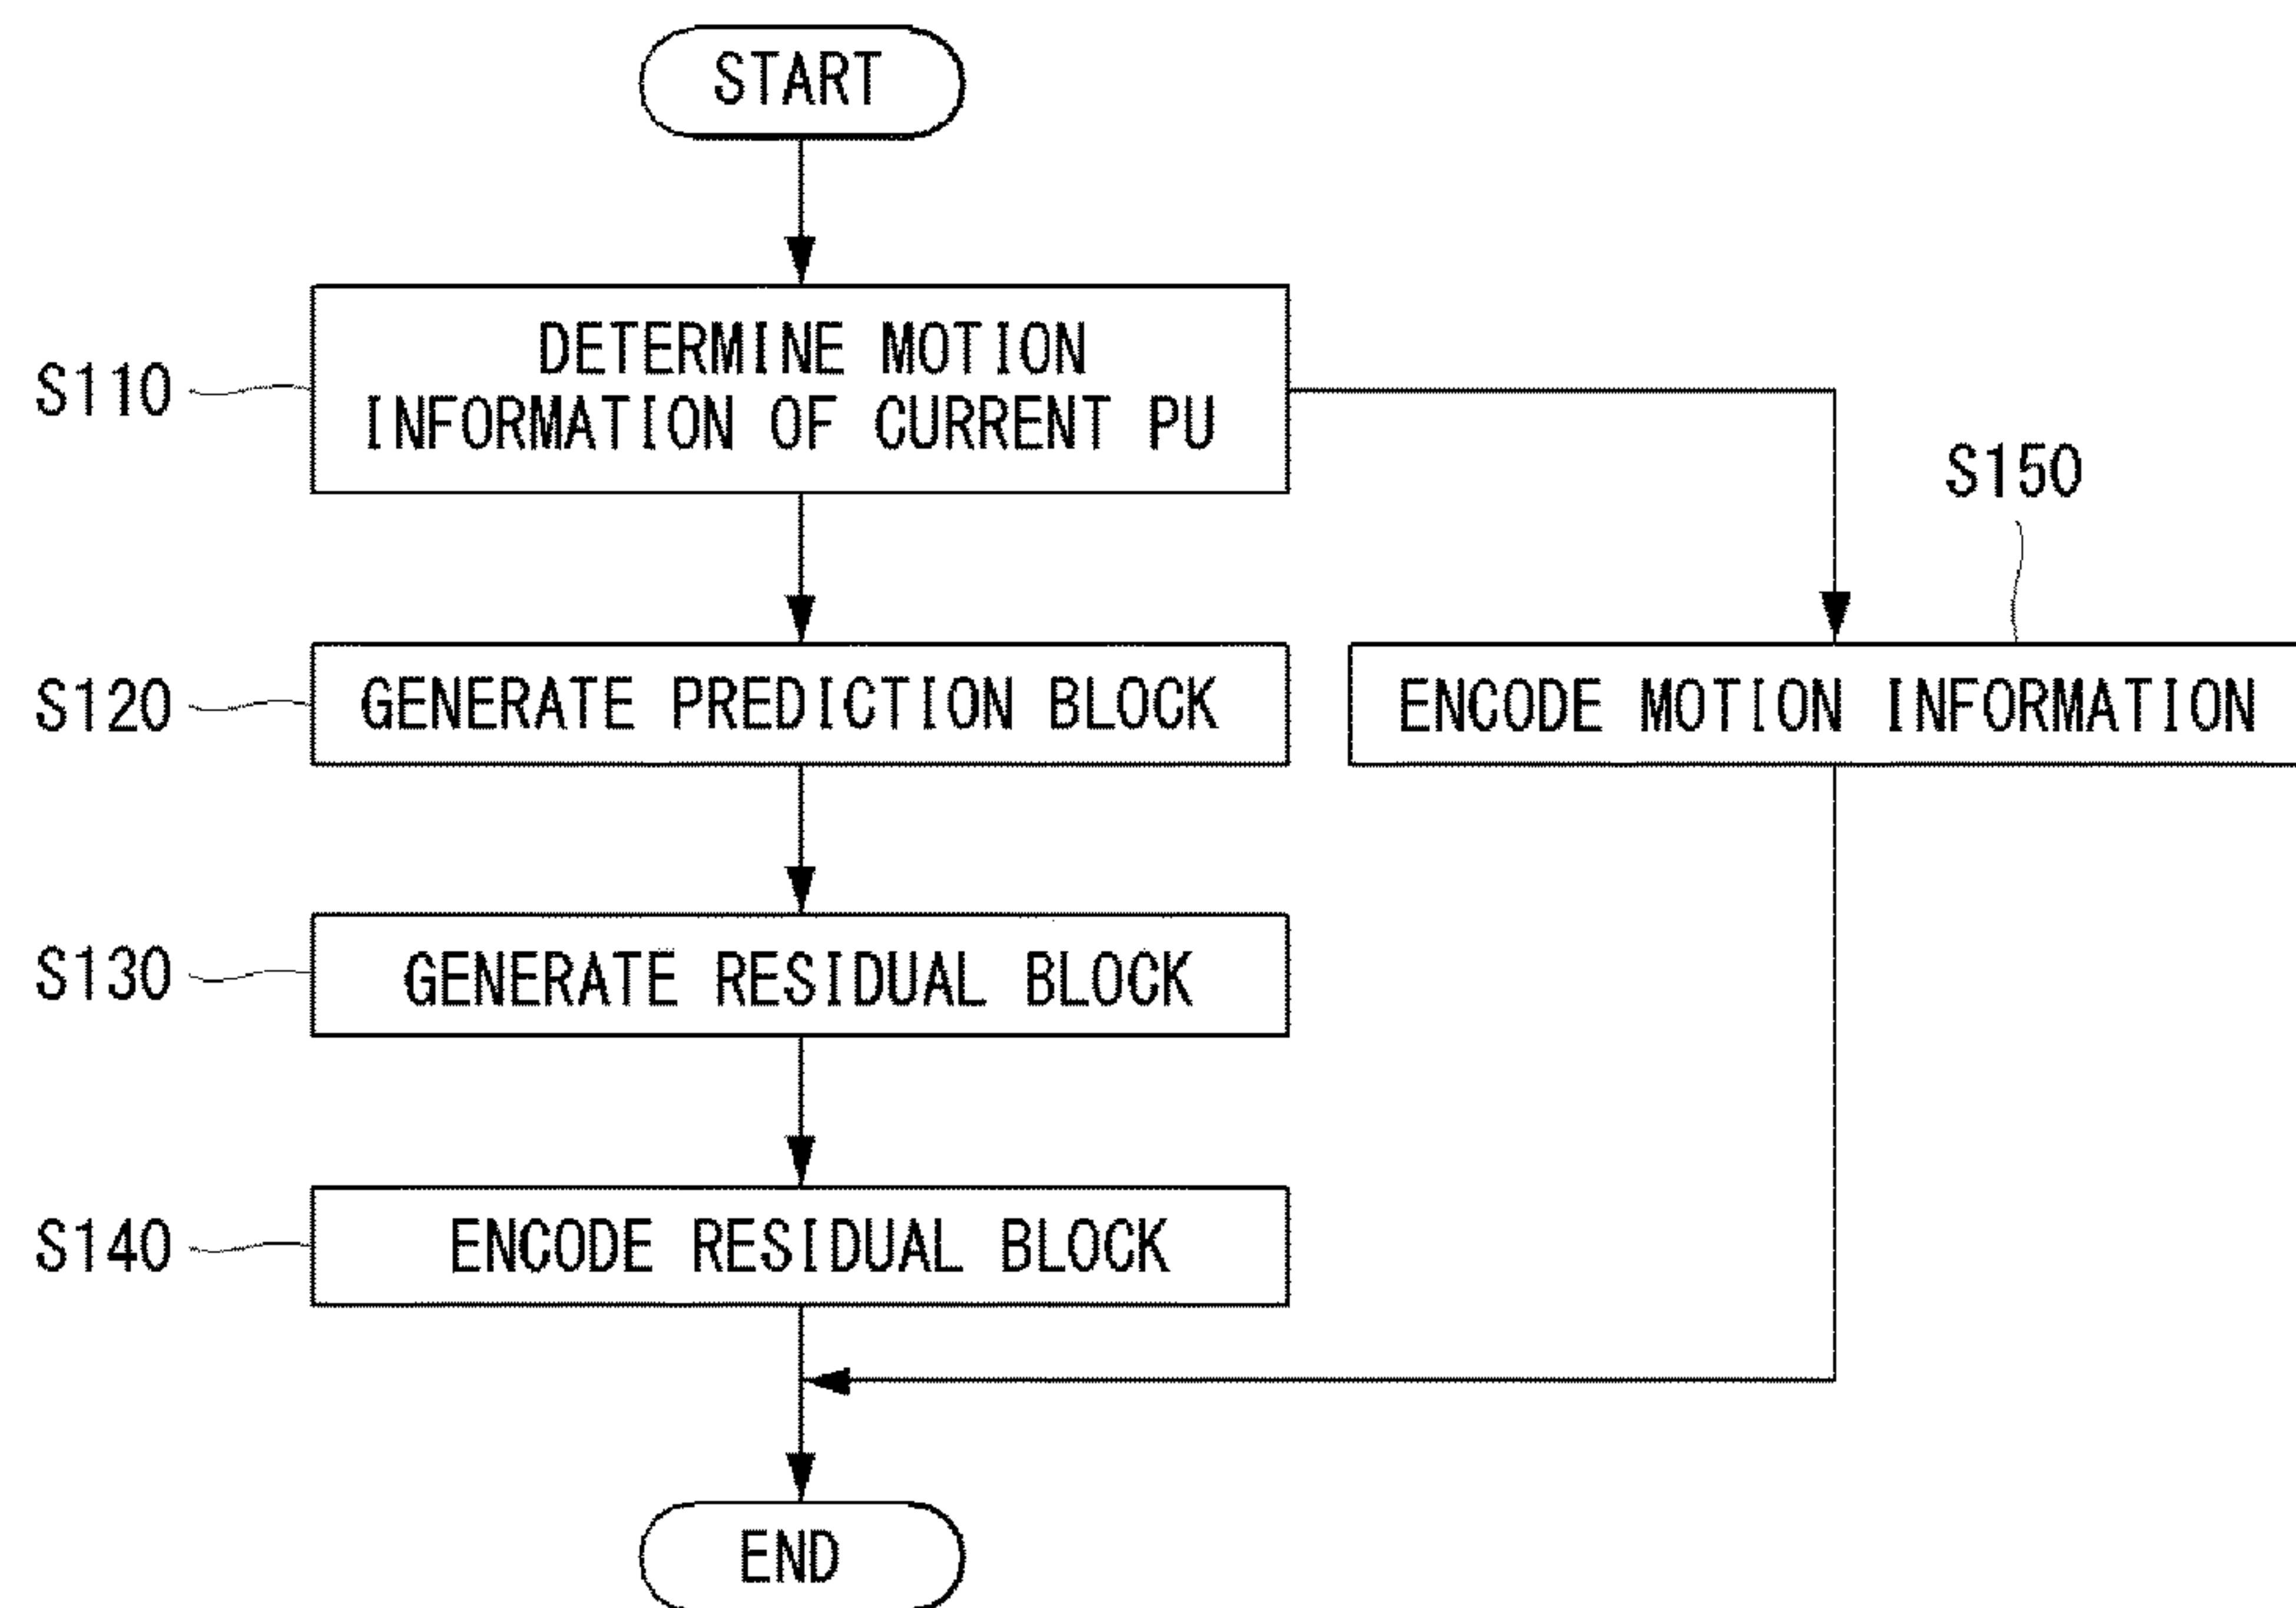 START
S110
DETERMINE MOTION
INFORMATION OF CURRENT PU
S150
S120
GENERATE PREDICTION BLOCK
ENCODE MOTION INFORMATION
S130
GENERATE RESIDUAL BLOCK
S140
ENCODE RESIDUAL BLOCK
END